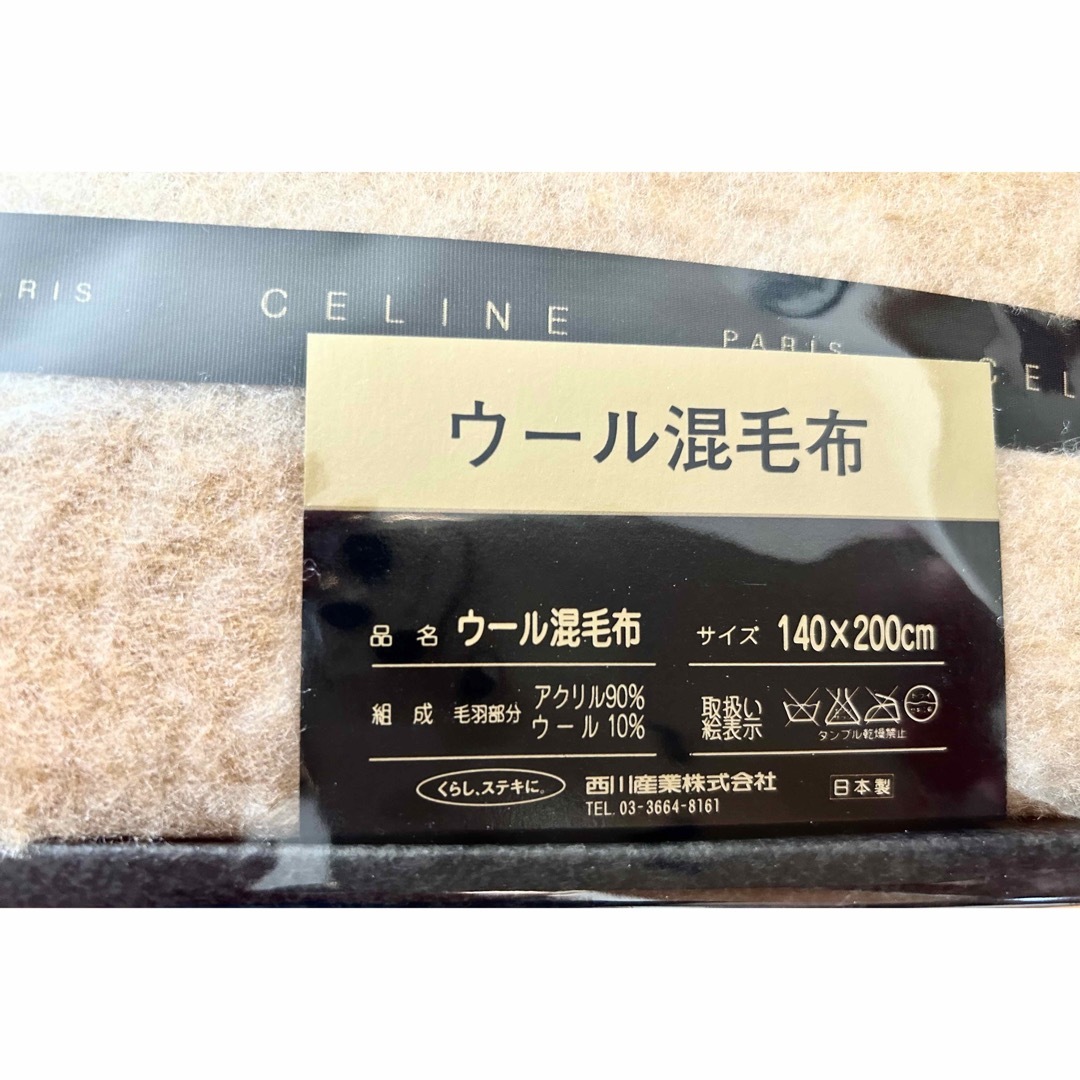 ARIS CELINE PARIS CEL
ウール混毛布
品名 ウール混毛布 サイズ 140×200cm
組成 毛羽部分 アクリル90% ウール 10%
取扱い絵表示
タンブル乾燥禁止
くらし、ステキに。 西川産業株式会社 日本製
TEL. 03-3664-8161